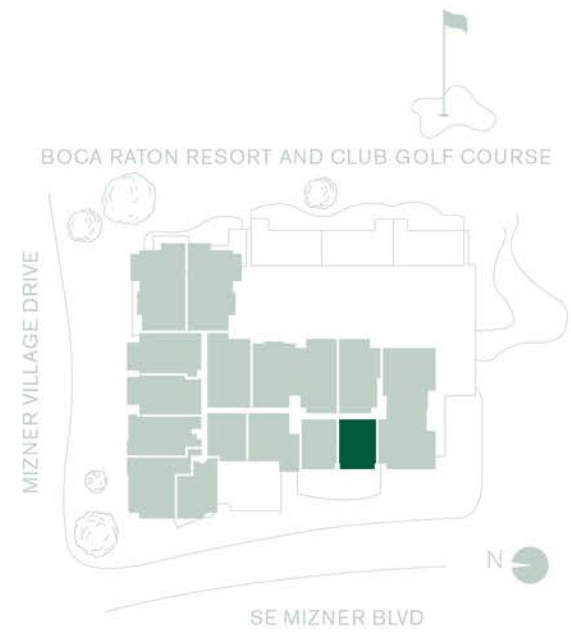 BOCA RATON RESORT AND CLUB GOLF COURSE
MIZNER VILLAGE DRIVE
N
SE MIZNER BLVD